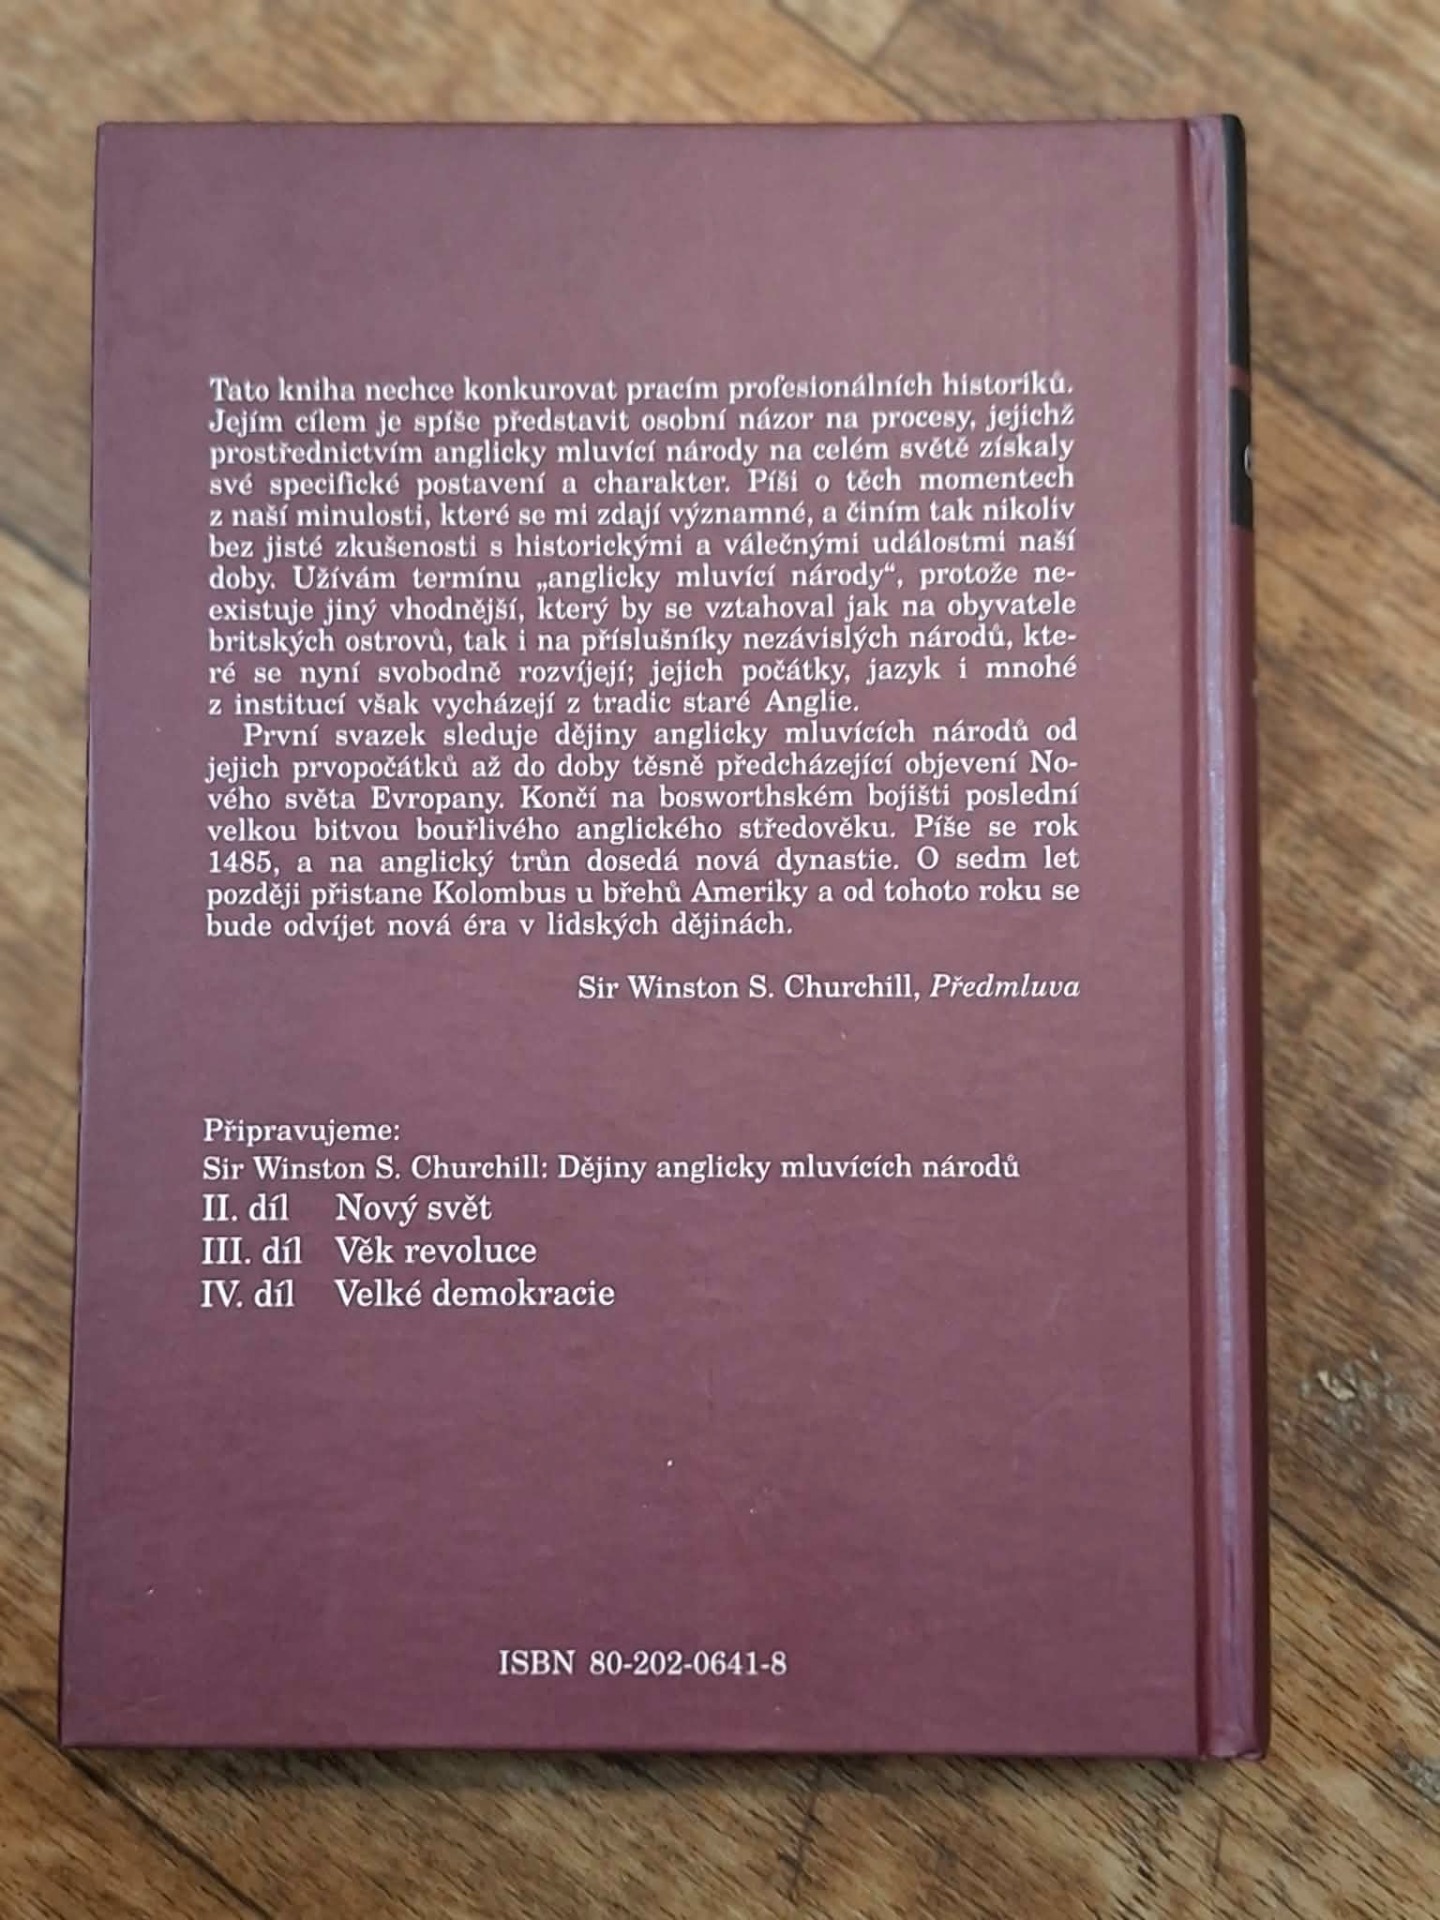 Tato kniha nechce konkurovat pracím profesionálních historíků.
Jejím cílem je spíše představit osobní názor na procesy, jejichž
prostřednictvím anglicky mluvící národy na celém světě získaly
své specifické postavení a charakter. Píši o těch momentech
z naší minulosti, které se mi zdají významné, a činím tak nikoliv
bez jisté zkušenosti s historickými a válečnými událostmi naší
doby. Užívám termínu „anglicky mluvící národy“, protože ne-
existuje jiný vhodnější, který by se vztahoval jak na obyvatele
britských ostrovů, tak i na příslušníky nezávislých národů, kte-
ré se nyní svobodně rozvíjejí; jejich počátky, jazyk i mnohé
z institucí však vycházejí z tradic staré Anglie.
První svazek sleduje dějiny anglicky mluvících národů od
jejich prvopočátků až do doby těsně předcházející objevení No-
vého světa Evropany. Končí na bosworthském bojišti poslední
velkou bitvou bouřlivého anglického středověku. Píše se rok
1485, a na anglický trůn dosedá nová dynastie. O sedm let
později přistane Kolombus u břehů Ameriky a od tohoto roku se
bude odvíjet nová éra v lidských dějinách.
Sir Winston S. Churchill, Předmluva
Připravujeme:
Sir Winston S. Churchill: Dějiny anglicky mluvících národů
II. díl Nový svět
III. díl Věk revoluce
IV. díl Velké demokracie
ISBN 80-202-0641-8